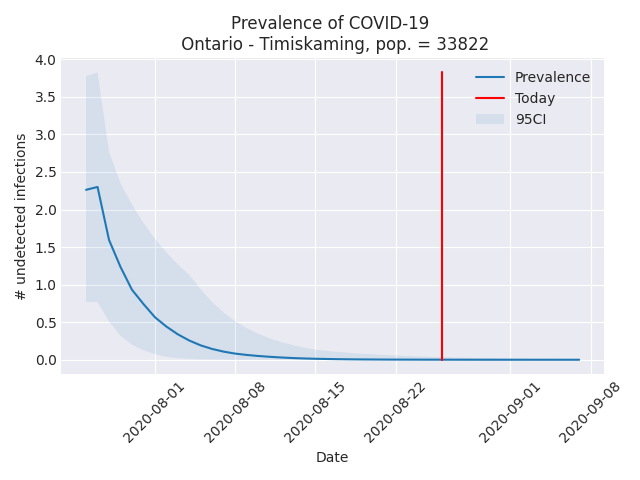 Prevalence of COVID-19
Ontario - Timiskaming, pop. = 33822
# undetected infections
4.0
3.5
3.0
2.5
2.0
1.5
1.0
0.5
0.0
Prevalence
Today
95CI
2020-08-01
2020-08-08
2020-08-15
2020-08-22
2020-09-01
2020-09-08
Date